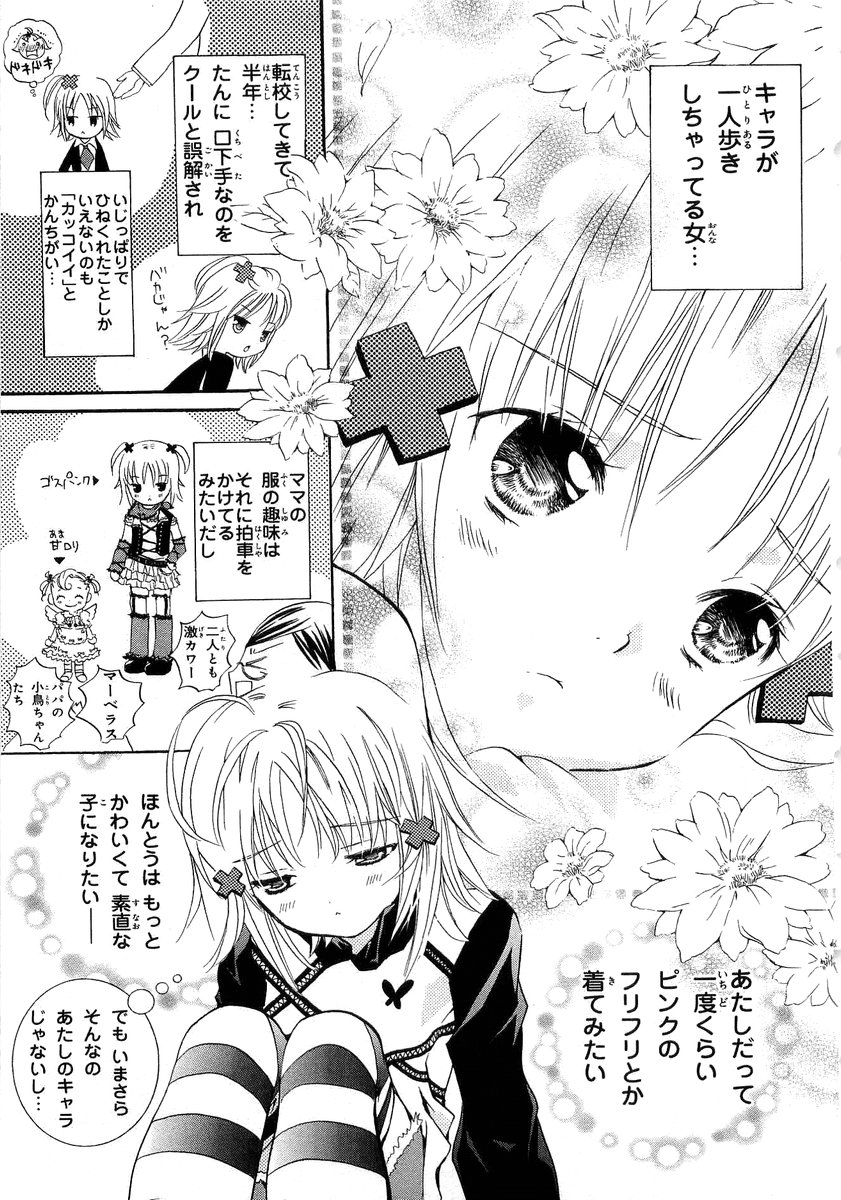 キャラが
一人歩き
しちゃってる女…
転校してきて
半年…
たんに 口下手なのを
クールと誤解され
ドキドキ
いじっぱりで
ひねくれたことしか
いえないのも
「カッコイイ」と
かんちがい…
バカじゃん?
ママの
服の趣味は
それに拍車を
かけてる
みたいだし
ゴスパンク♥
甘ロリ
二人とも
激カワー
マーベラス
パパの
小鳥ちゃん
たち
あたしだって
一度くらい
ピンクの
フリフリとか
着てみたい
ほんとうは もっと
かわいくて 素直な
子になりたい──
でも いまさら
そんなの
あたしのキャラ
じゃないし…